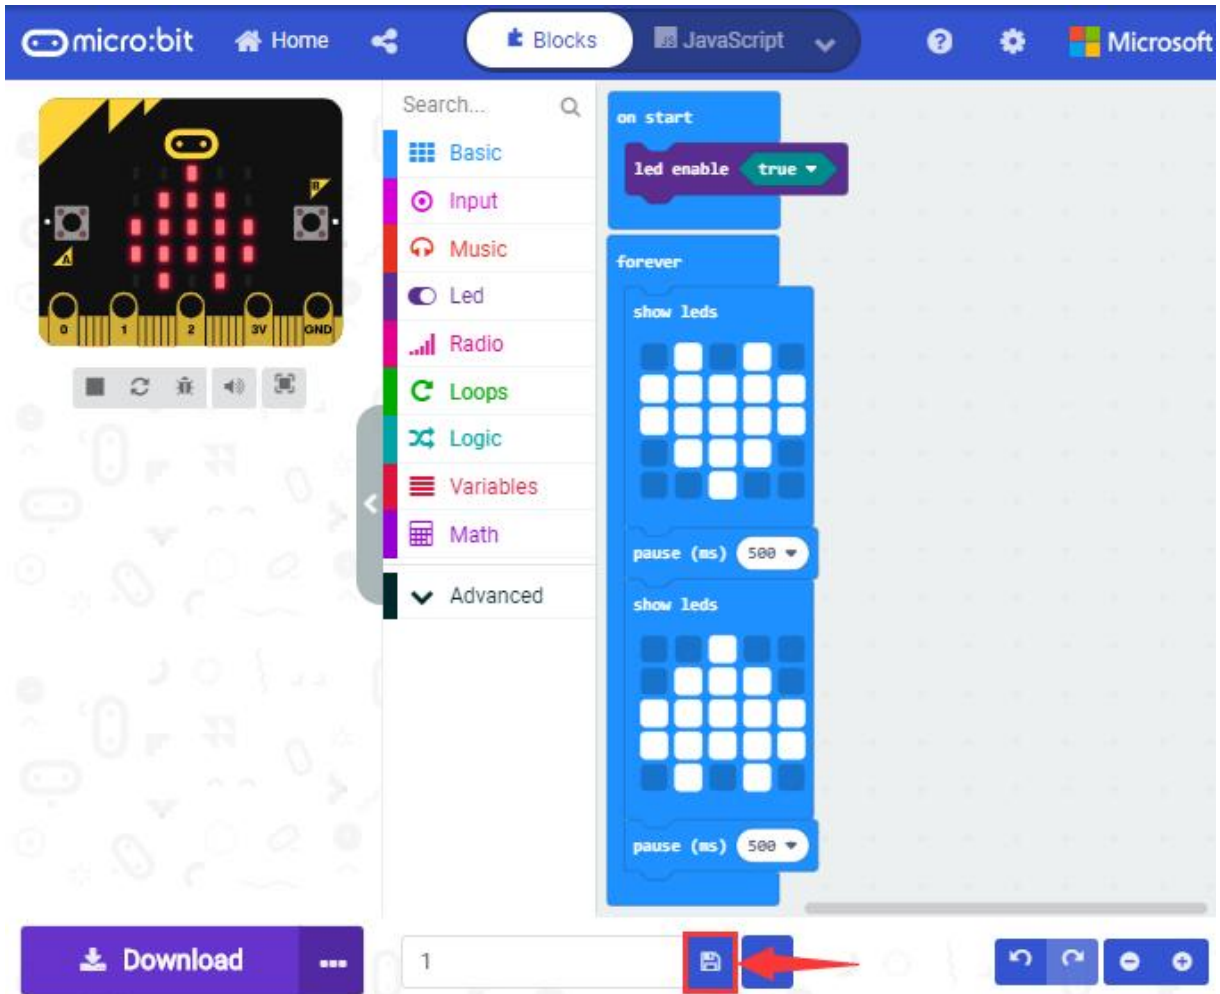 micro:bit Home Blocks JavaScript Microsoft
Search...
Basic
Input
Music
Led
Radio
Loops
Logic
Variables
Math
Advanced
A
B
0 1 2 3V GND
on start
led enable true
forever
show leds
pause (ms) 500
show leds
pause (ms) 500
Download
1